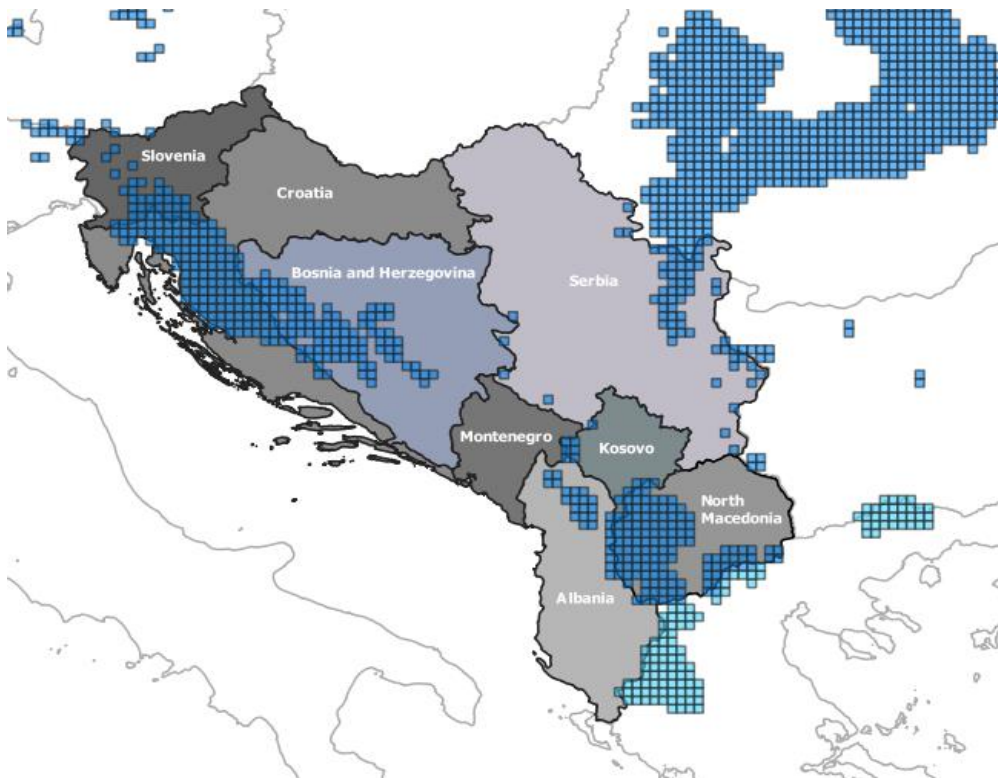 Slovenia
Croatia
Bosnia and Herzegovina
Serbia
Montenegro
Kosovo
North
Macedonia
Albania